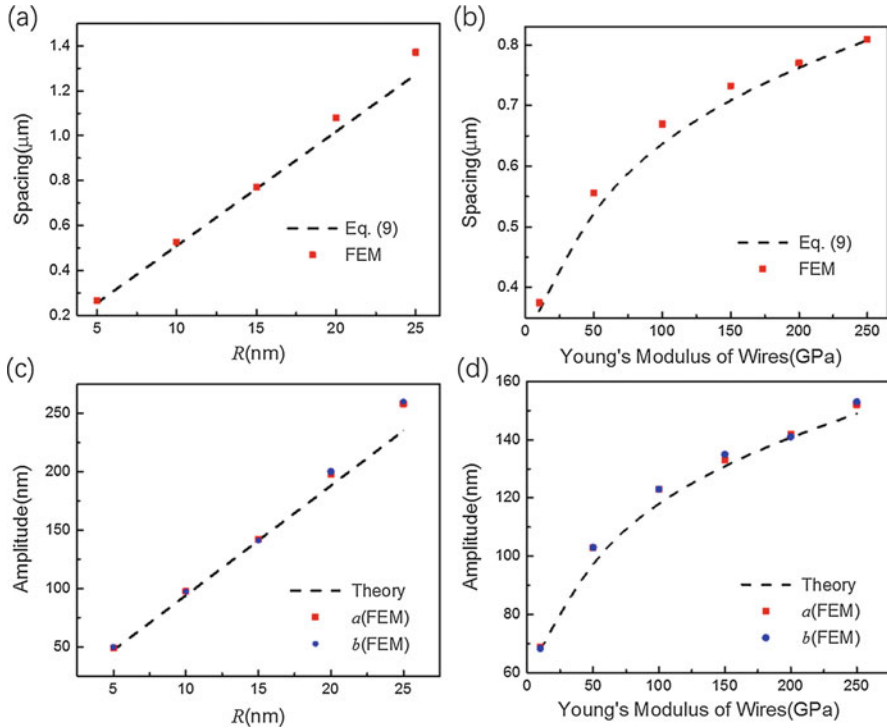 (a)
1.4
1.2
1.0
0.8
0.6
0.4
0.2
Spacing(μm)
Eq. (9)
FEM
5 10 15 20 25
R(nm)
(b)
0.8
0.7
0.6
0.5
0.4
Spacing(μm)
Eq. (9)
FEM
0 50 100 150 200 250
Young's Modulus of Wires(GPa)
(c)
250
200
150
100
50
Amplitude(nm)
Theory
a(FEM)
b(FEM)
5 10 15 20 25
R(nm)
(d)
160
140
120
100
80
60
Amplitude(nm)
Theory
a(FEM)
b(FEM)
0 50 100 150 200 250
Young's Modulus of Wires(GPa)